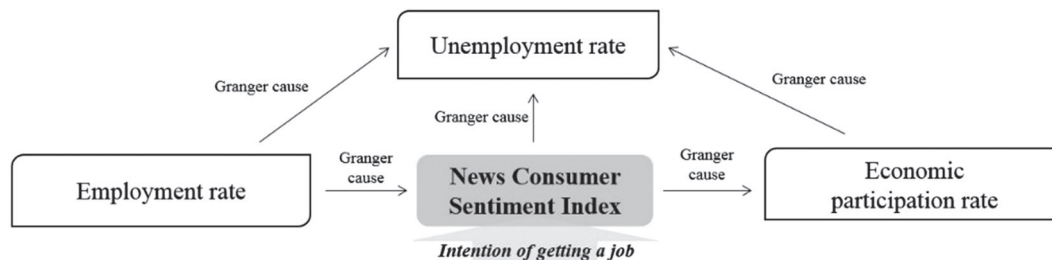 Unemployment rate
Granger cause
Granger cause
Granger cause
Employment rate
Granger
cause
News Consumer
Sentiment Index
Granger
cause
Economic
participation rate
Intention of getting a job